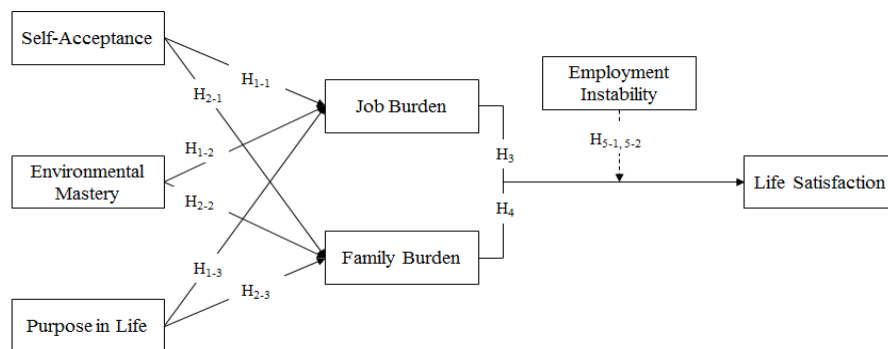 Self-Acceptance
H1-1
H2-1
Employment
Instability
Job Burden
H1-2
H3
H5-1, 5-2
Environmental
Mastery
Life Satisfaction
H2-2
H4
Family Burden
H1-3
H2-3
Purpose in Life